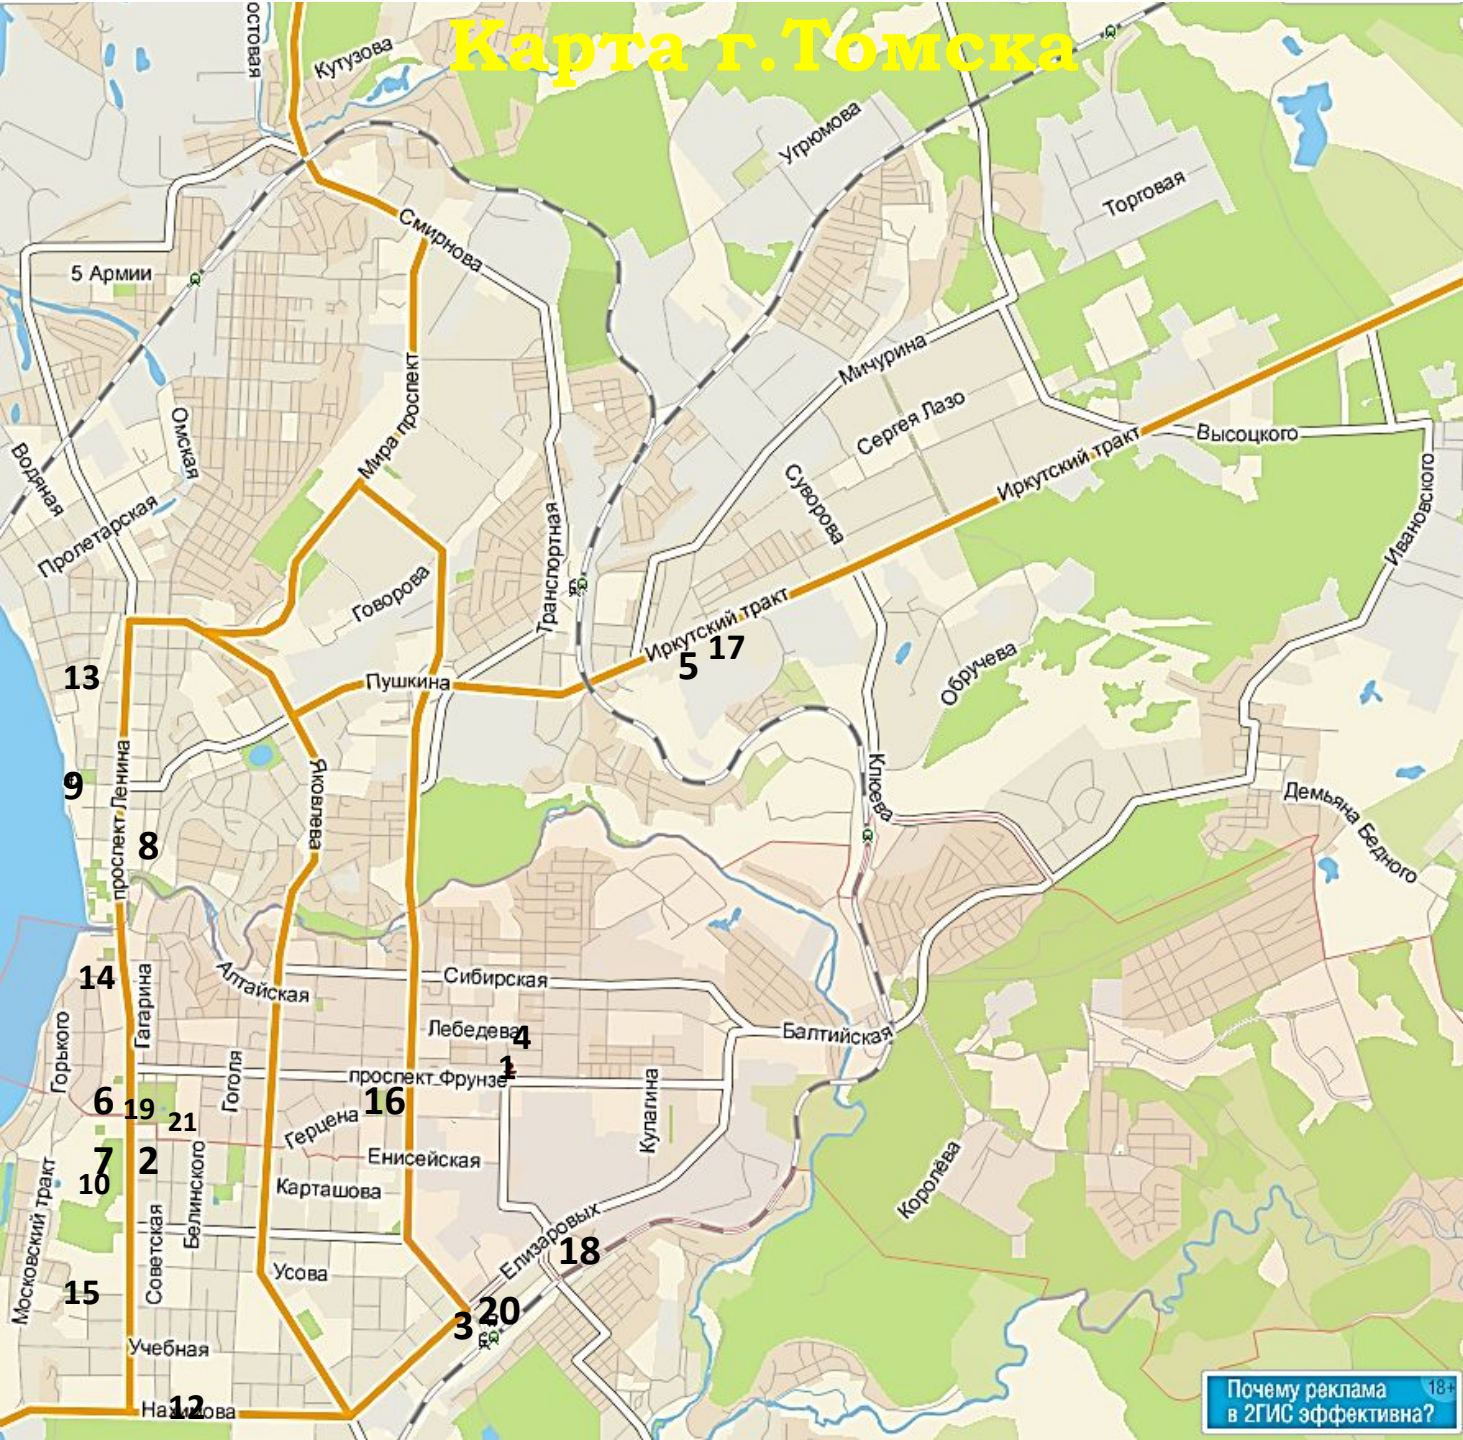 Карта г.Томска
остовая
Кутузова
Угрюмова
Торговая
Смирнова
5 Армии
Мичурина
Мира проспект
Сергея Лазо
Омская
Высоцкого
Иркутский тракт
Водяная
Суворова
Ивановского
Пролетарская
Транспортная
Говорова
Иркутский тракт
17
5
Обручева
13
Пушкина
проспект Ленина
9
Яковлева
Клюева
Демьяна Бедного
8
14
Гагарина
Алтайская
Сибирская
Горького
Лебедева
4
Балтийская
1
Гоголя
проспект Фрунзе
Кулагина
6
19
21
16
Герцена
7
2
10
Енисейская
Карташова
Королёва
Московский тракт
Советская
Белинского
Елизаровых
18
Усова
15
3
20
Учебная
Нахимова
12
Почему реклама
в 2ГИС эффективна?
18+